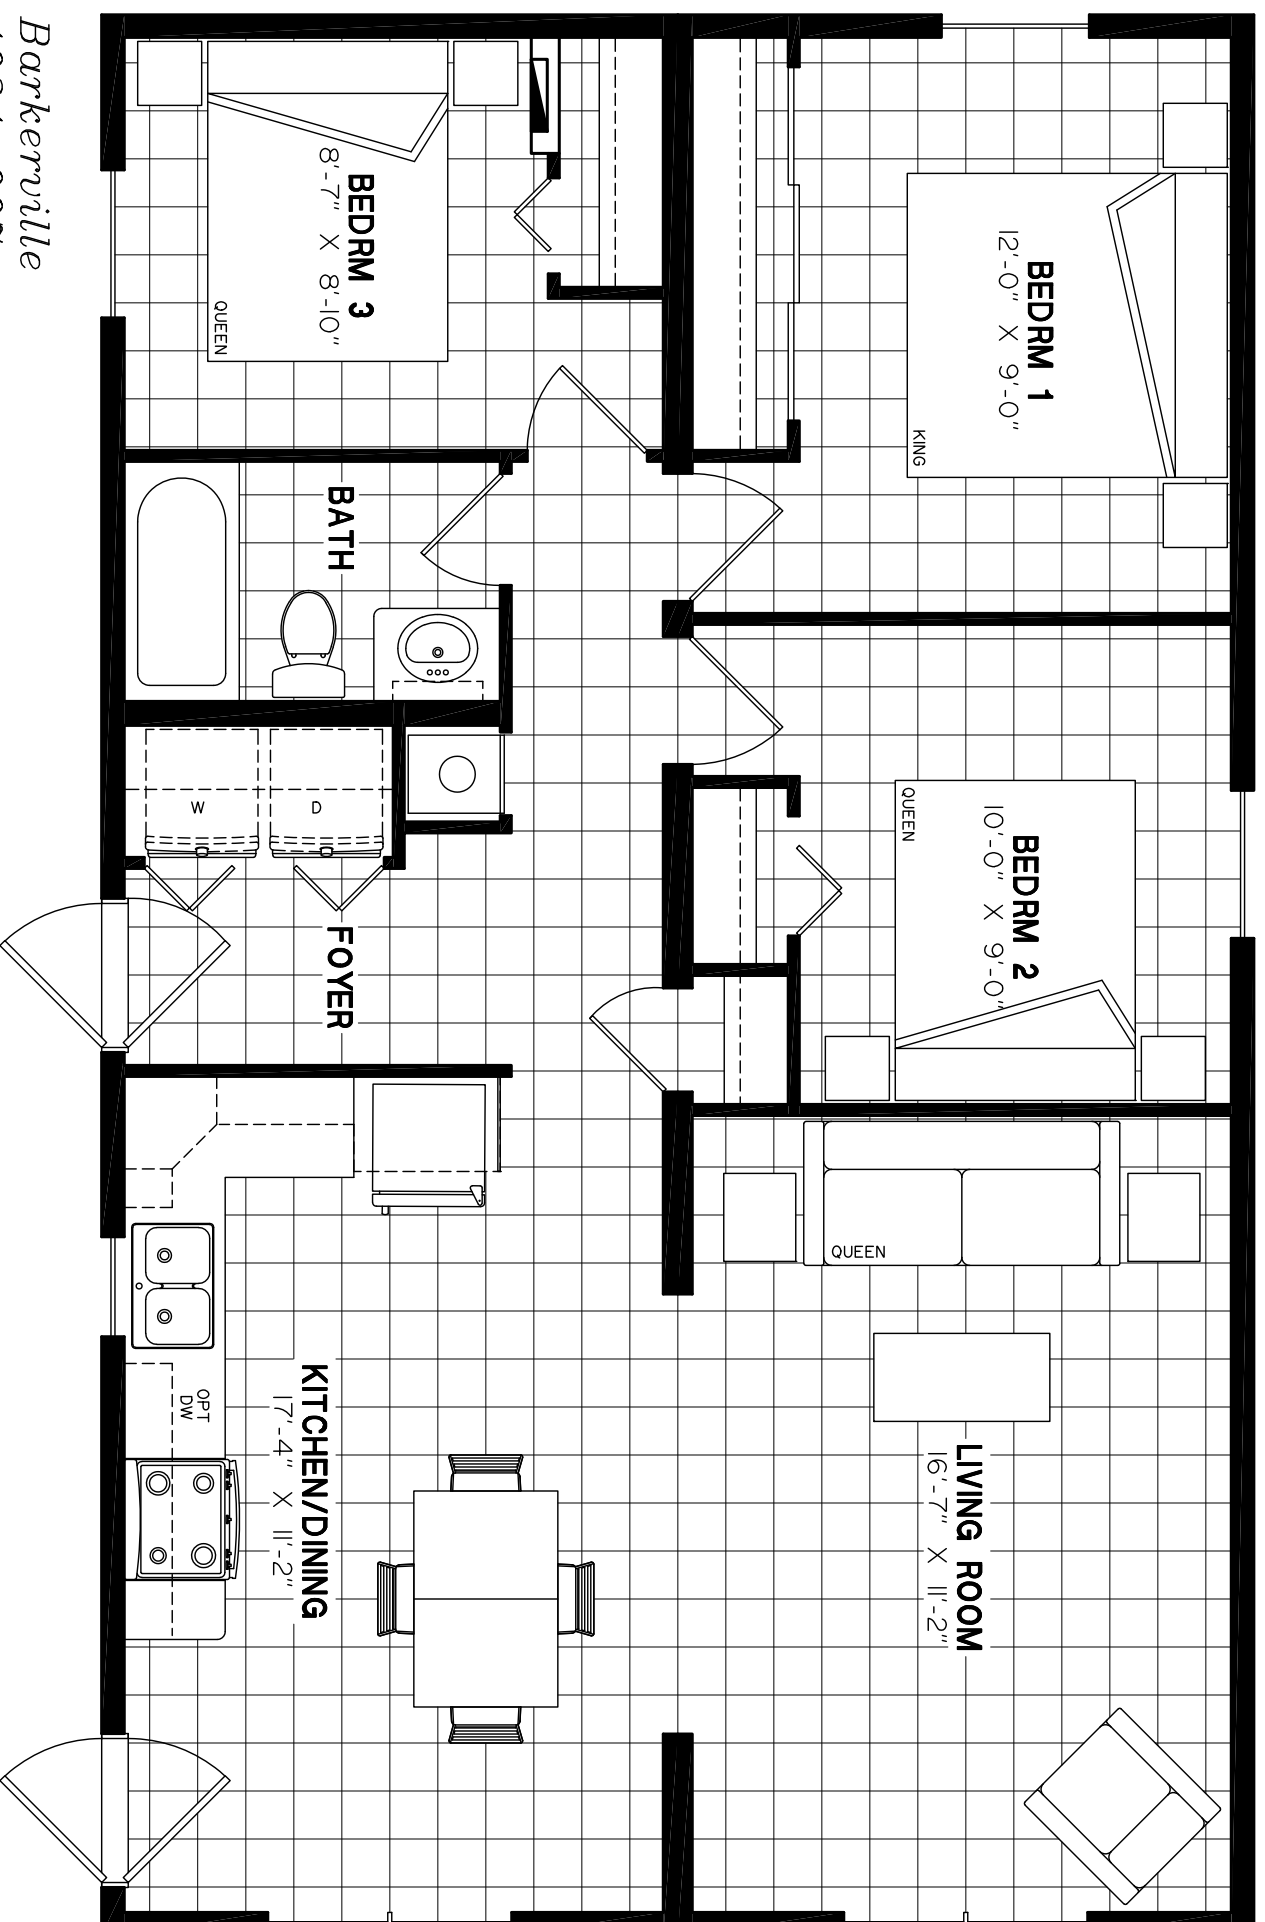 BEDRM 1
12'-0" X 9'-0"
KING
BEDRM 2
10'-0" X 9'-0"
QUEEN
QUEEN
LIVING ROOM
16'-7" X 11'-2"
BEDRM 3
8'-7" X 8'-10"
QUEEN
BATH
W
D
FOYER
KITCHEN/DINING
17'-4" X 11'-2"
OPT
DW
Barkerville